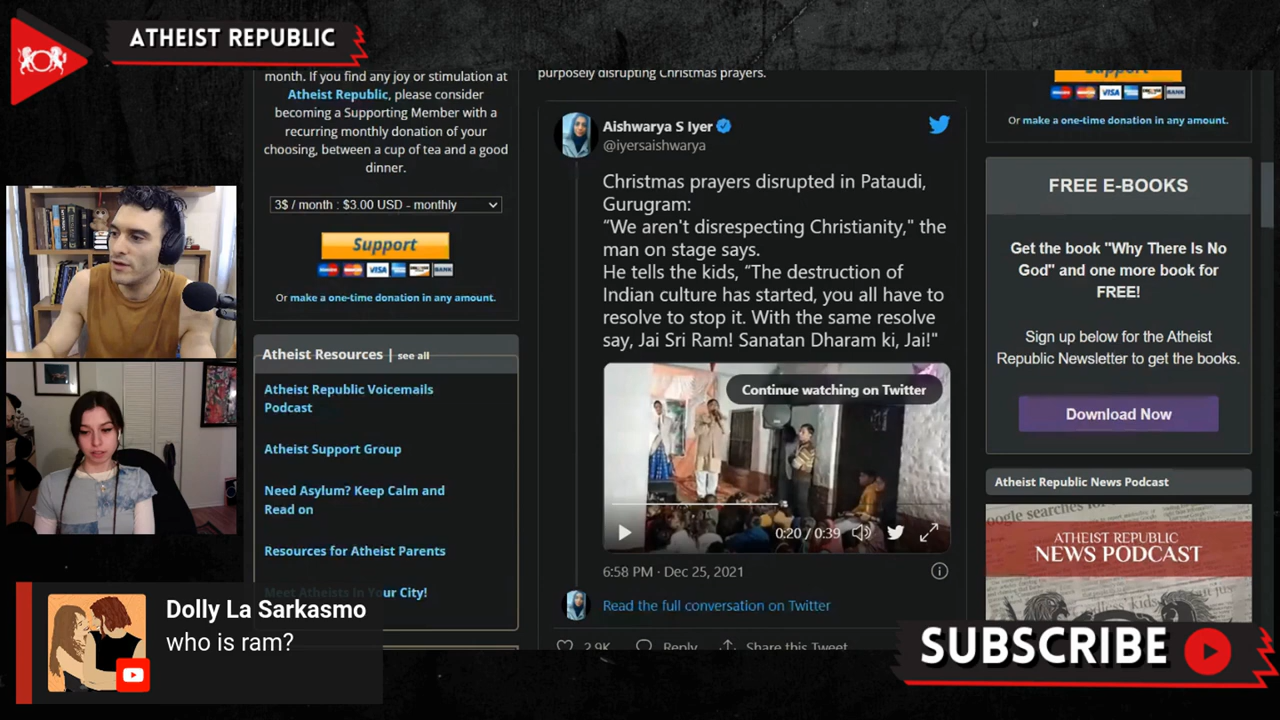 ATHEIST REPUBLIC
month. If you find any joy or stimulation at
Atheist Republic, please consider
becoming a Supporting Member with a
recurring monthly donation of your
choosing, between a cup of tea and a good
dinner.
3$ / month : $3.00 USD - monthly
Support
VISA
BANK
Or make a one-time donation in any amount.
Atheist Resources | see all
Atheist Republic Voicemails
Podcast
Atheist Support Group
Need Asylum? Keep Calm and
Read on
Resources for Atheist Parents
Meet Atheists In Your City!
Dolly La Sarkasmo
who is ram?
purposely disrupting Christmas prayers.
Aishwarya S Iyer
@iyersaishwarya
Christmas prayers disrupted in Pataudi,
Gurugram:
“We aren't disrespecting Christianity," the
man on stage says.
He tells the kids, “The destruction of
Indian culture has started, you all have to
resolve to stop it. With the same resolve
say, Jai Sri Ram! Sanatan Dharam ki, Jai!"
Continue watching on Twitter
0:20 / 0:39
6:58 PM · Dec 25, 2021
Read the full conversation on Twitter
2.9K Reply Share this Tweet
Support
VISA
BANK
Or make a one-time donation in any amount.
FREE E-BOOKS
Get the book "Why There Is No
God" and one more book for
FREE!
Sign up below for the Atheist
Republic Newsletter to get the books.
Download Now
Atheist Republic News Podcast
ATHEIST REPUBLIC
NEWS PODCAST
SUBSCRIBE